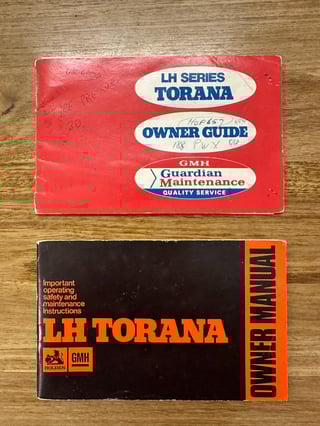 LH SERIES
TORANA
OWNER GUIDE
GMH
Guardian
Maintenance
QUALITY SERVICE
Important
operating
safety and
maintenance
instructions
LH TORANA
HOLDEN
GMH
OWNER MANUAL